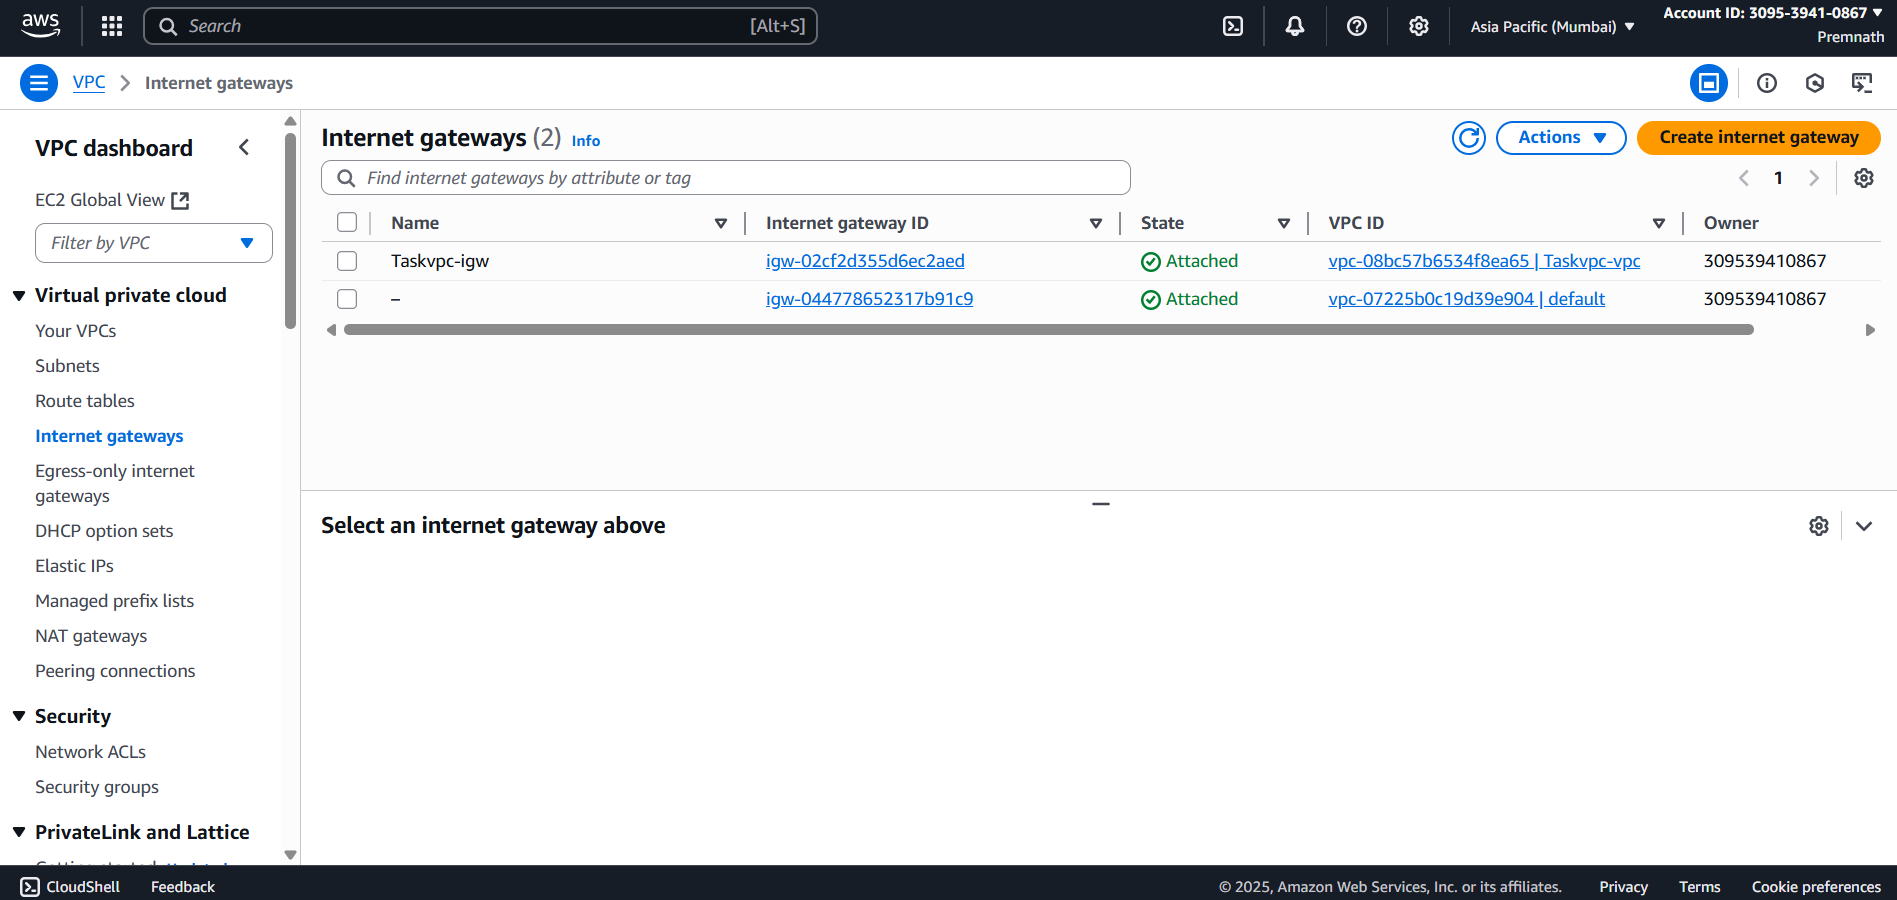 aws
Search
[Alt+S]
Asia Pacific (Mumbai)
Account ID: 3095-3941-0867
Premnath
VPC
Internet gateways
VPC dashboard
EC2 Global View
Filter by VPC
Virtual private cloud
Your VPCs
Subnets
Route tables
Internet gateways
Egress-only internet
gateways
DHCP option sets
Elastic IPs
Managed prefix lists
NAT gateways
Peering connections
Security
Network ACLs
Security groups
PrivateLink and Lattice
Internet gateways (2) Info
Actions
Create internet gateway
Find internet gateways by attribute or tag
1
Name Internet gateway ID State VPC ID Owner
Taskvpc-igw igw-02cf2d355d6ec2aed Attached vpc-08bc57b6534f8ea65 | Taskvpc-vpc 309539410867
– igw-044778652317b91c9 Attached vpc-07225b0c19d39e904 | default 309539410867
Select an internet gateway above
CloudShell Feedback
© 2025, Amazon Web Services, Inc. or its affiliates. Privacy Terms Cookie preferences